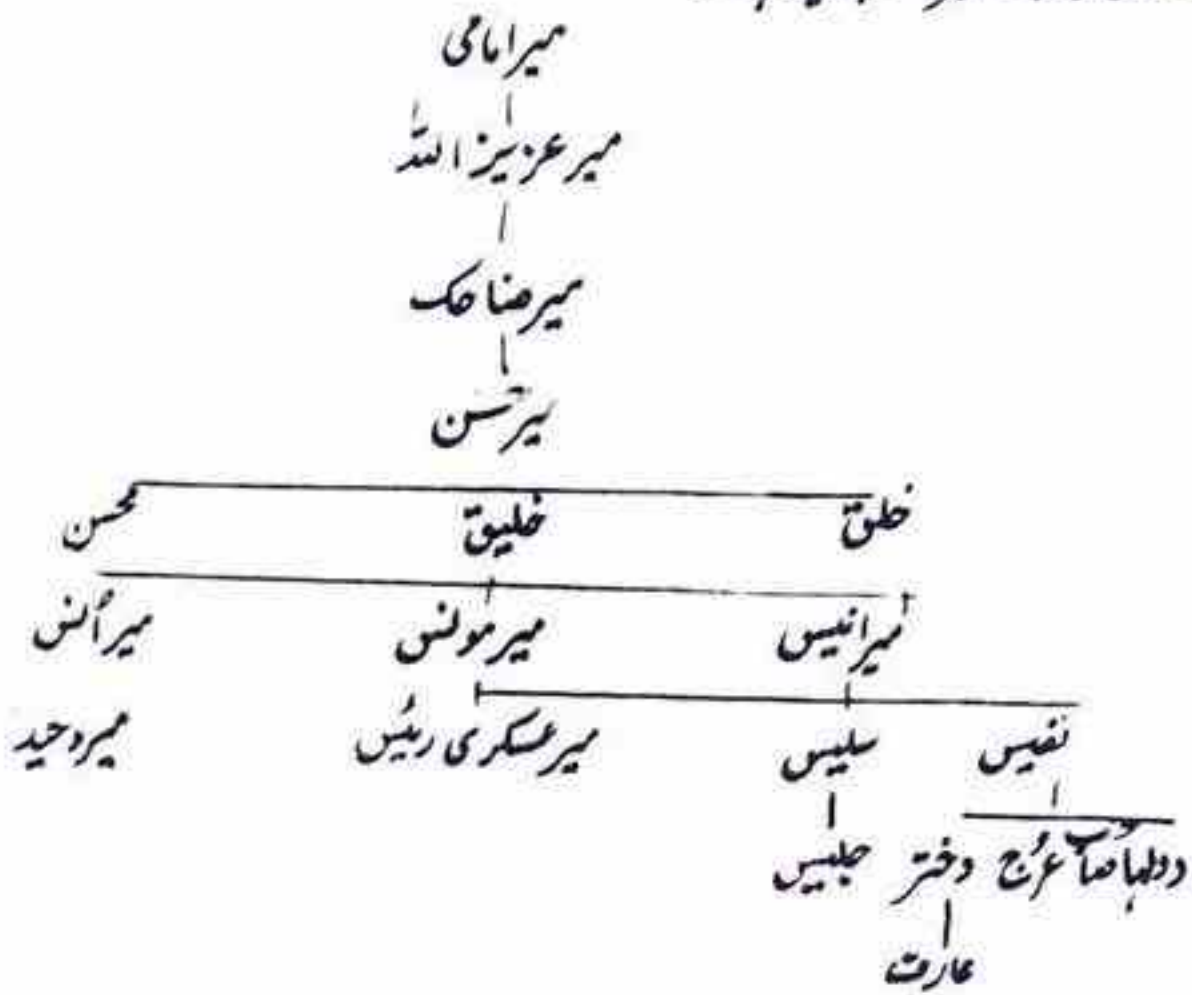 میر امامی
میر عزیز اللہ
میر ضاحک
میر حسن
خلق خلیق محسن
میر انیس میر مونس میر اُنس
نفیس سلیس میر عسکری رئیس میر وحید
دولہا صاحب عروج دختر جلیس
عارف